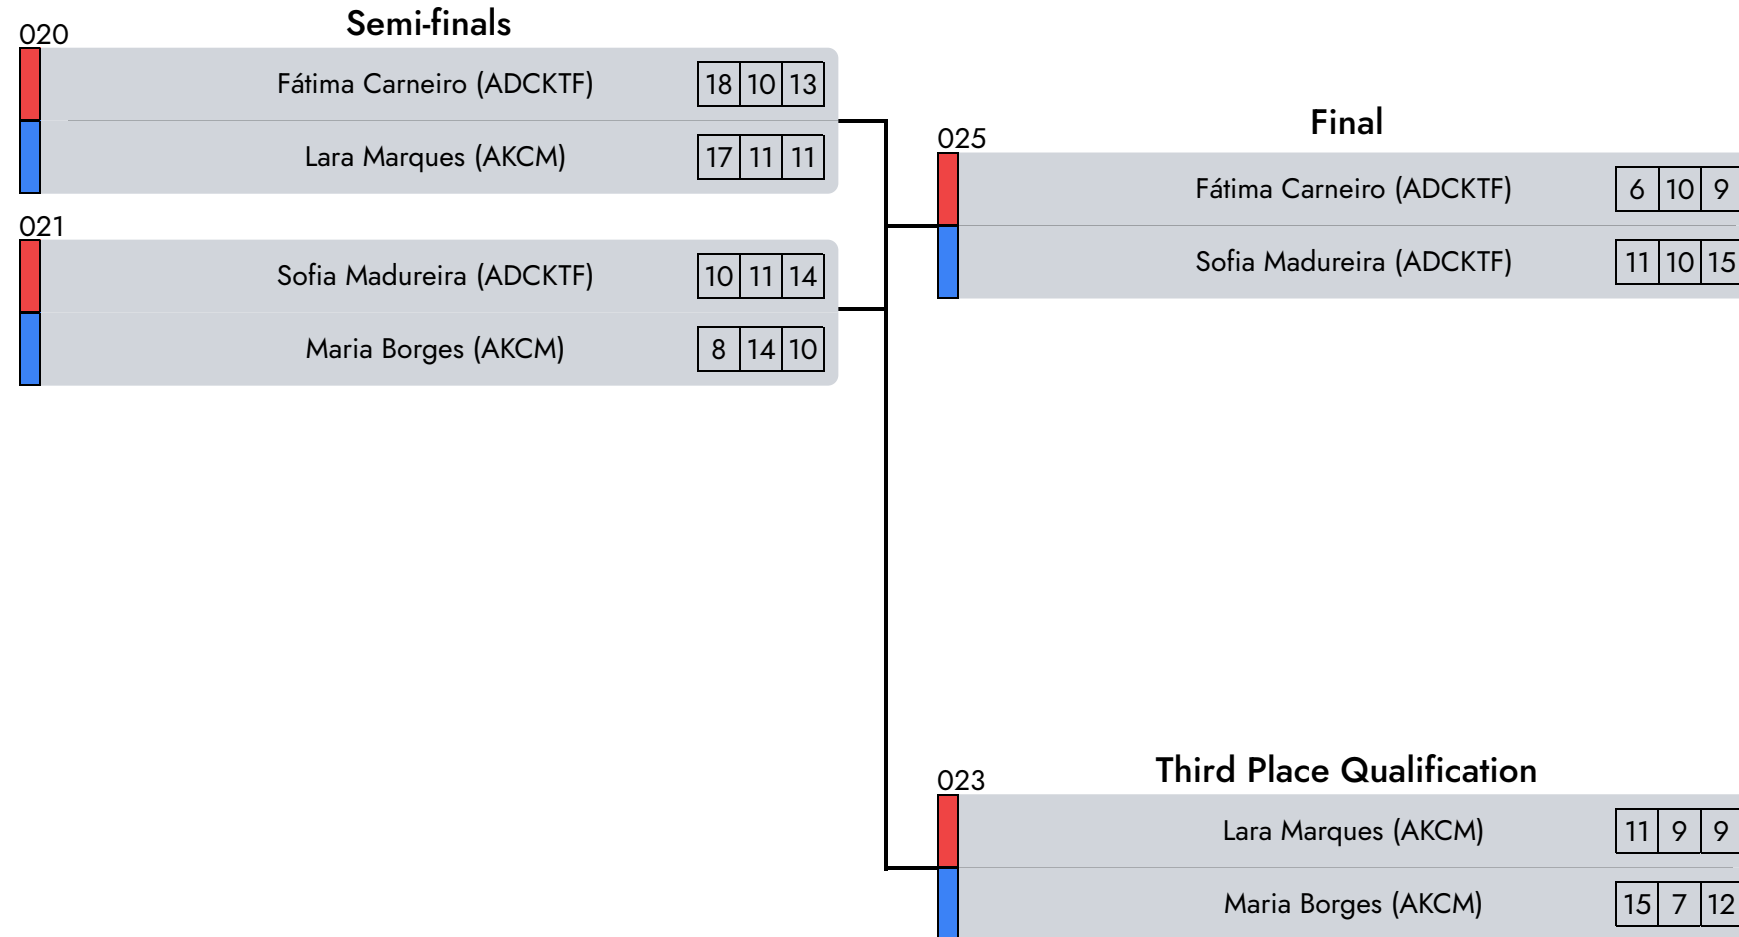 Semi-finals
020
Fátima Carneiro (ADCKTF) 18 10 13
Lara Marques (AKCM) 17 11 11
021
Sofia Madureira (ADCKTF) 10 11 14
Maria Borges (AKCM) 8 14 10
Final
025
Fátima Carneiro (ADCKTF) 6 10 9
Sofia Madureira (ADCKTF) 11 10 15
Third Place Qualification
023
Lara Marques (AKCM) 11 9 9
Maria Borges (AKCM) 15 7 12